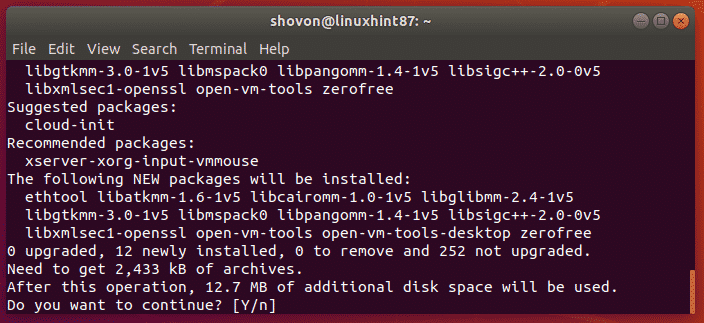 shovon@linuxhint87: ~
File Edit View Search Terminal Help
libgtkmm-3.0-1v5 libmspack0 libpangomm-1.4-1v5 libsigc++-2.0-0v5
libxmlsec1-openssl open-vm-tools zerofree
Suggested packages:
cloud-init
Recommended packages:
xserver-xorg-input-vmmouse
The following NEW packages will be installed:
ethtool libatkmm-1.6-1v5 libcairomm-1.0-1v5 libglibmm-2.4-1v5
libgtkmm-3.0-1v5 libmspack0 libpangomm-1.4-1v5 libsigc++-2.0-0v5
libxmlsec1-openssl open-vm-tools open-vm-tools-desktop zerofree
0 upgraded, 12 newly installed, 0 to remove and 252 not upgraded.
Need to get 2,433 kB of archives.
After this operation, 12.7 MB of additional disk space will be used.
Do you want to continue? [Y/n]